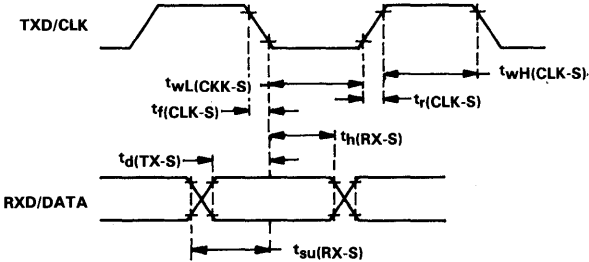 TXD/CLK
twL(CKK-S)
twH(CLK-S)
tf(CLK-S)
tr(CLK-S)
th(RX-S)
td(TX-S)
RXD/DATA
tsu(RX-S)